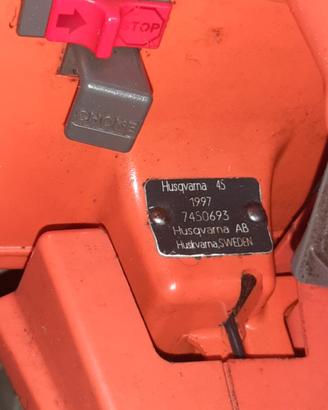 STOP
CHOKE
Husqvarna 45
1997
7450693
Husqvarna AB
Huskvarna,SWEDEN